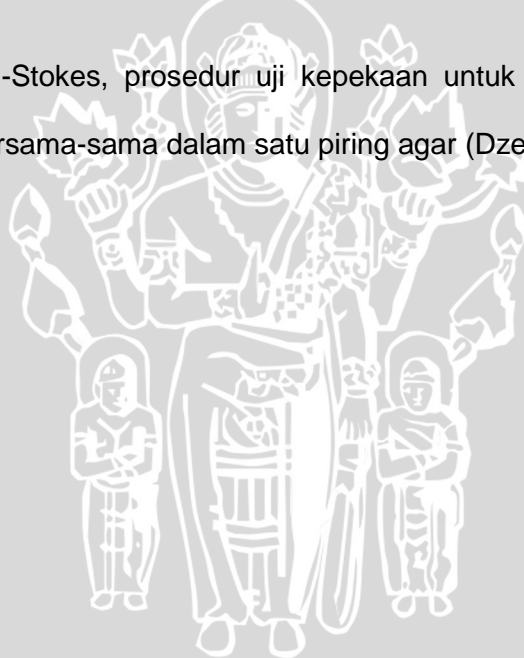 -Stokes, prosedur uji kepekaan untuk
rsama-sama dalam satu piring agar (Dze